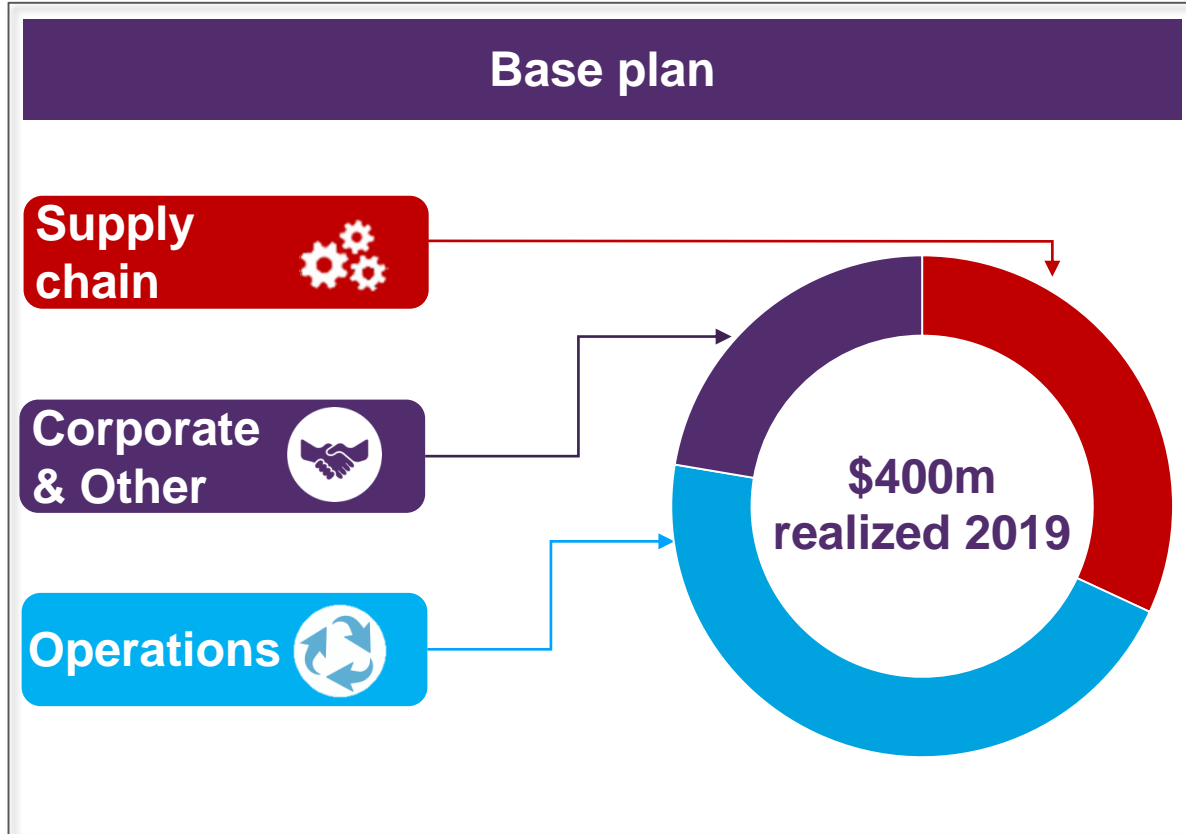 Base plan
Supply
chain
Corporate
& Other
Operations
$400m
realized 2019